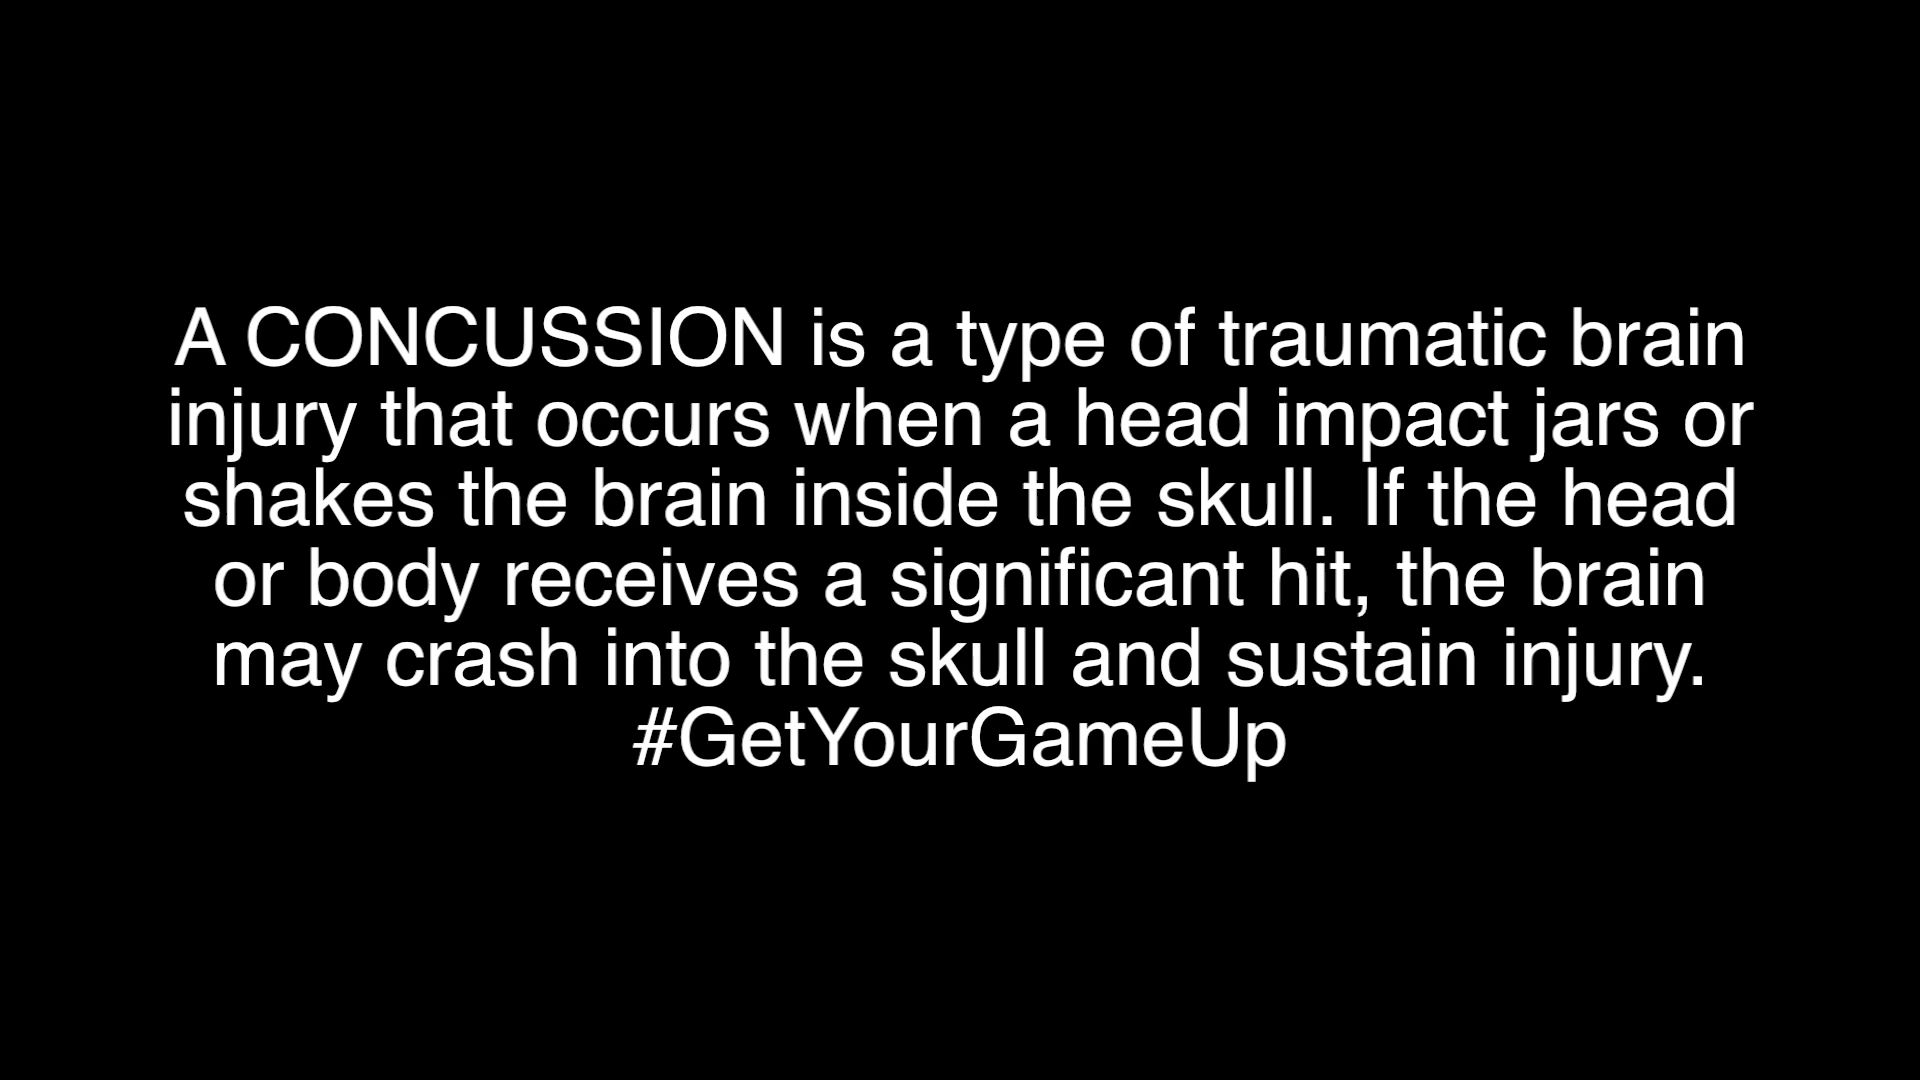 A CONCUSSION is a type of traumatic brain
injury that occurs when a head impact jars or
shakes the brain inside the skull. If the head
or body receives a significant hit, the brain
may crash into the skull and sustain injury.
#GetYourGameUp